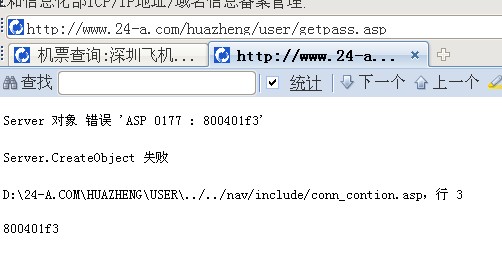 和信息化部ICP/IP地址/域名信息备案管理.
http://www.24-a.com/huazheng/user/getpass.asp
机票查询:深圳飞机... http://www.24-a...
查找 统计 下一个 上一个
Server 对象 错误 'ASP 0177 : 800401f3'
Server.CreateObject 失败
D:\24-A.COM\HUAZHENG\USER\../../nav/include/conn_contion.asp，行 3
800401f3